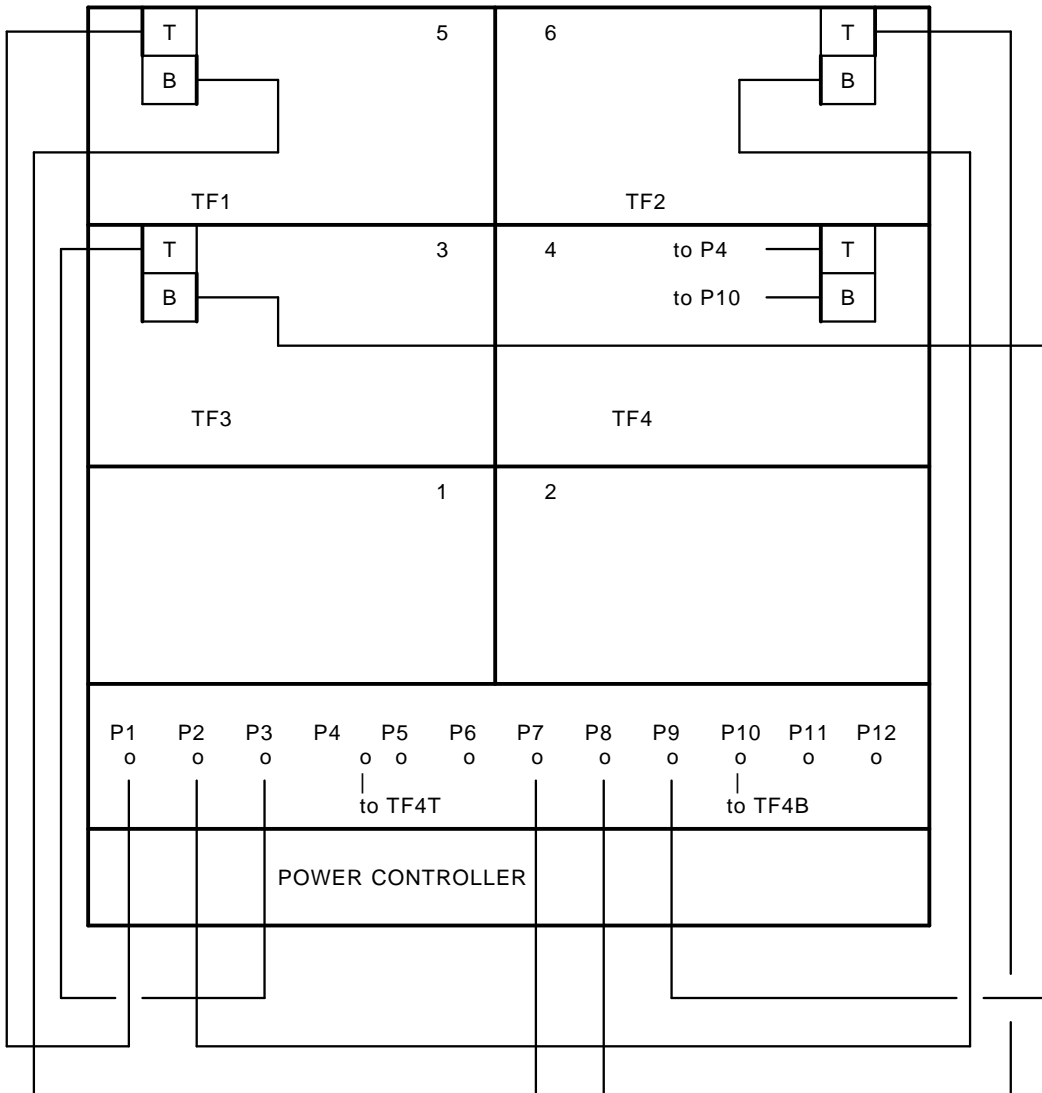 T 5 6 T
B B
TF1 TF2
T 3 4 to P4 T
B to P10 B
TF3 TF4
1 2
P1 P2 P3 P4 P5 P6 P7 P8 P9 P10 P11 P12
o o o o o o o o o o o o
to TF4T to TF4B
POWER CONTROLLER